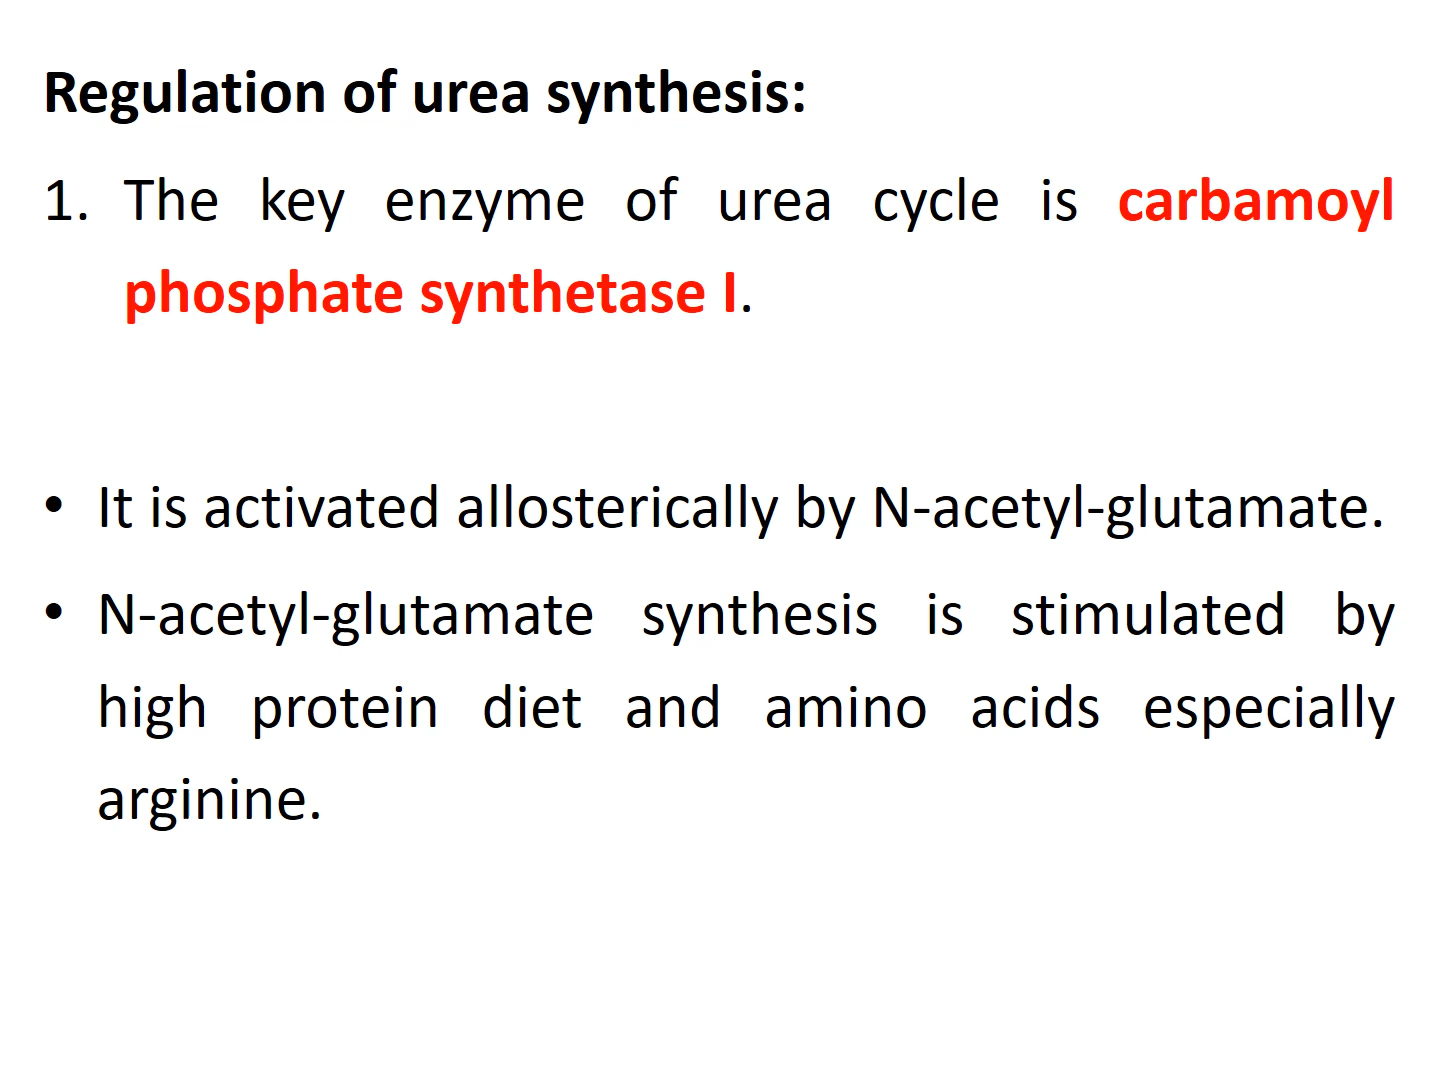 Regulation of urea synthesis:
1. The key enzyme of urea cycle is carbamoyl
phosphate synthetase I.
• It is activated allosterically by N-acetyl-glutamate.
• N-acetyl-glutamate synthesis is stimulated by
high protein diet and amino acids especially
arginine.